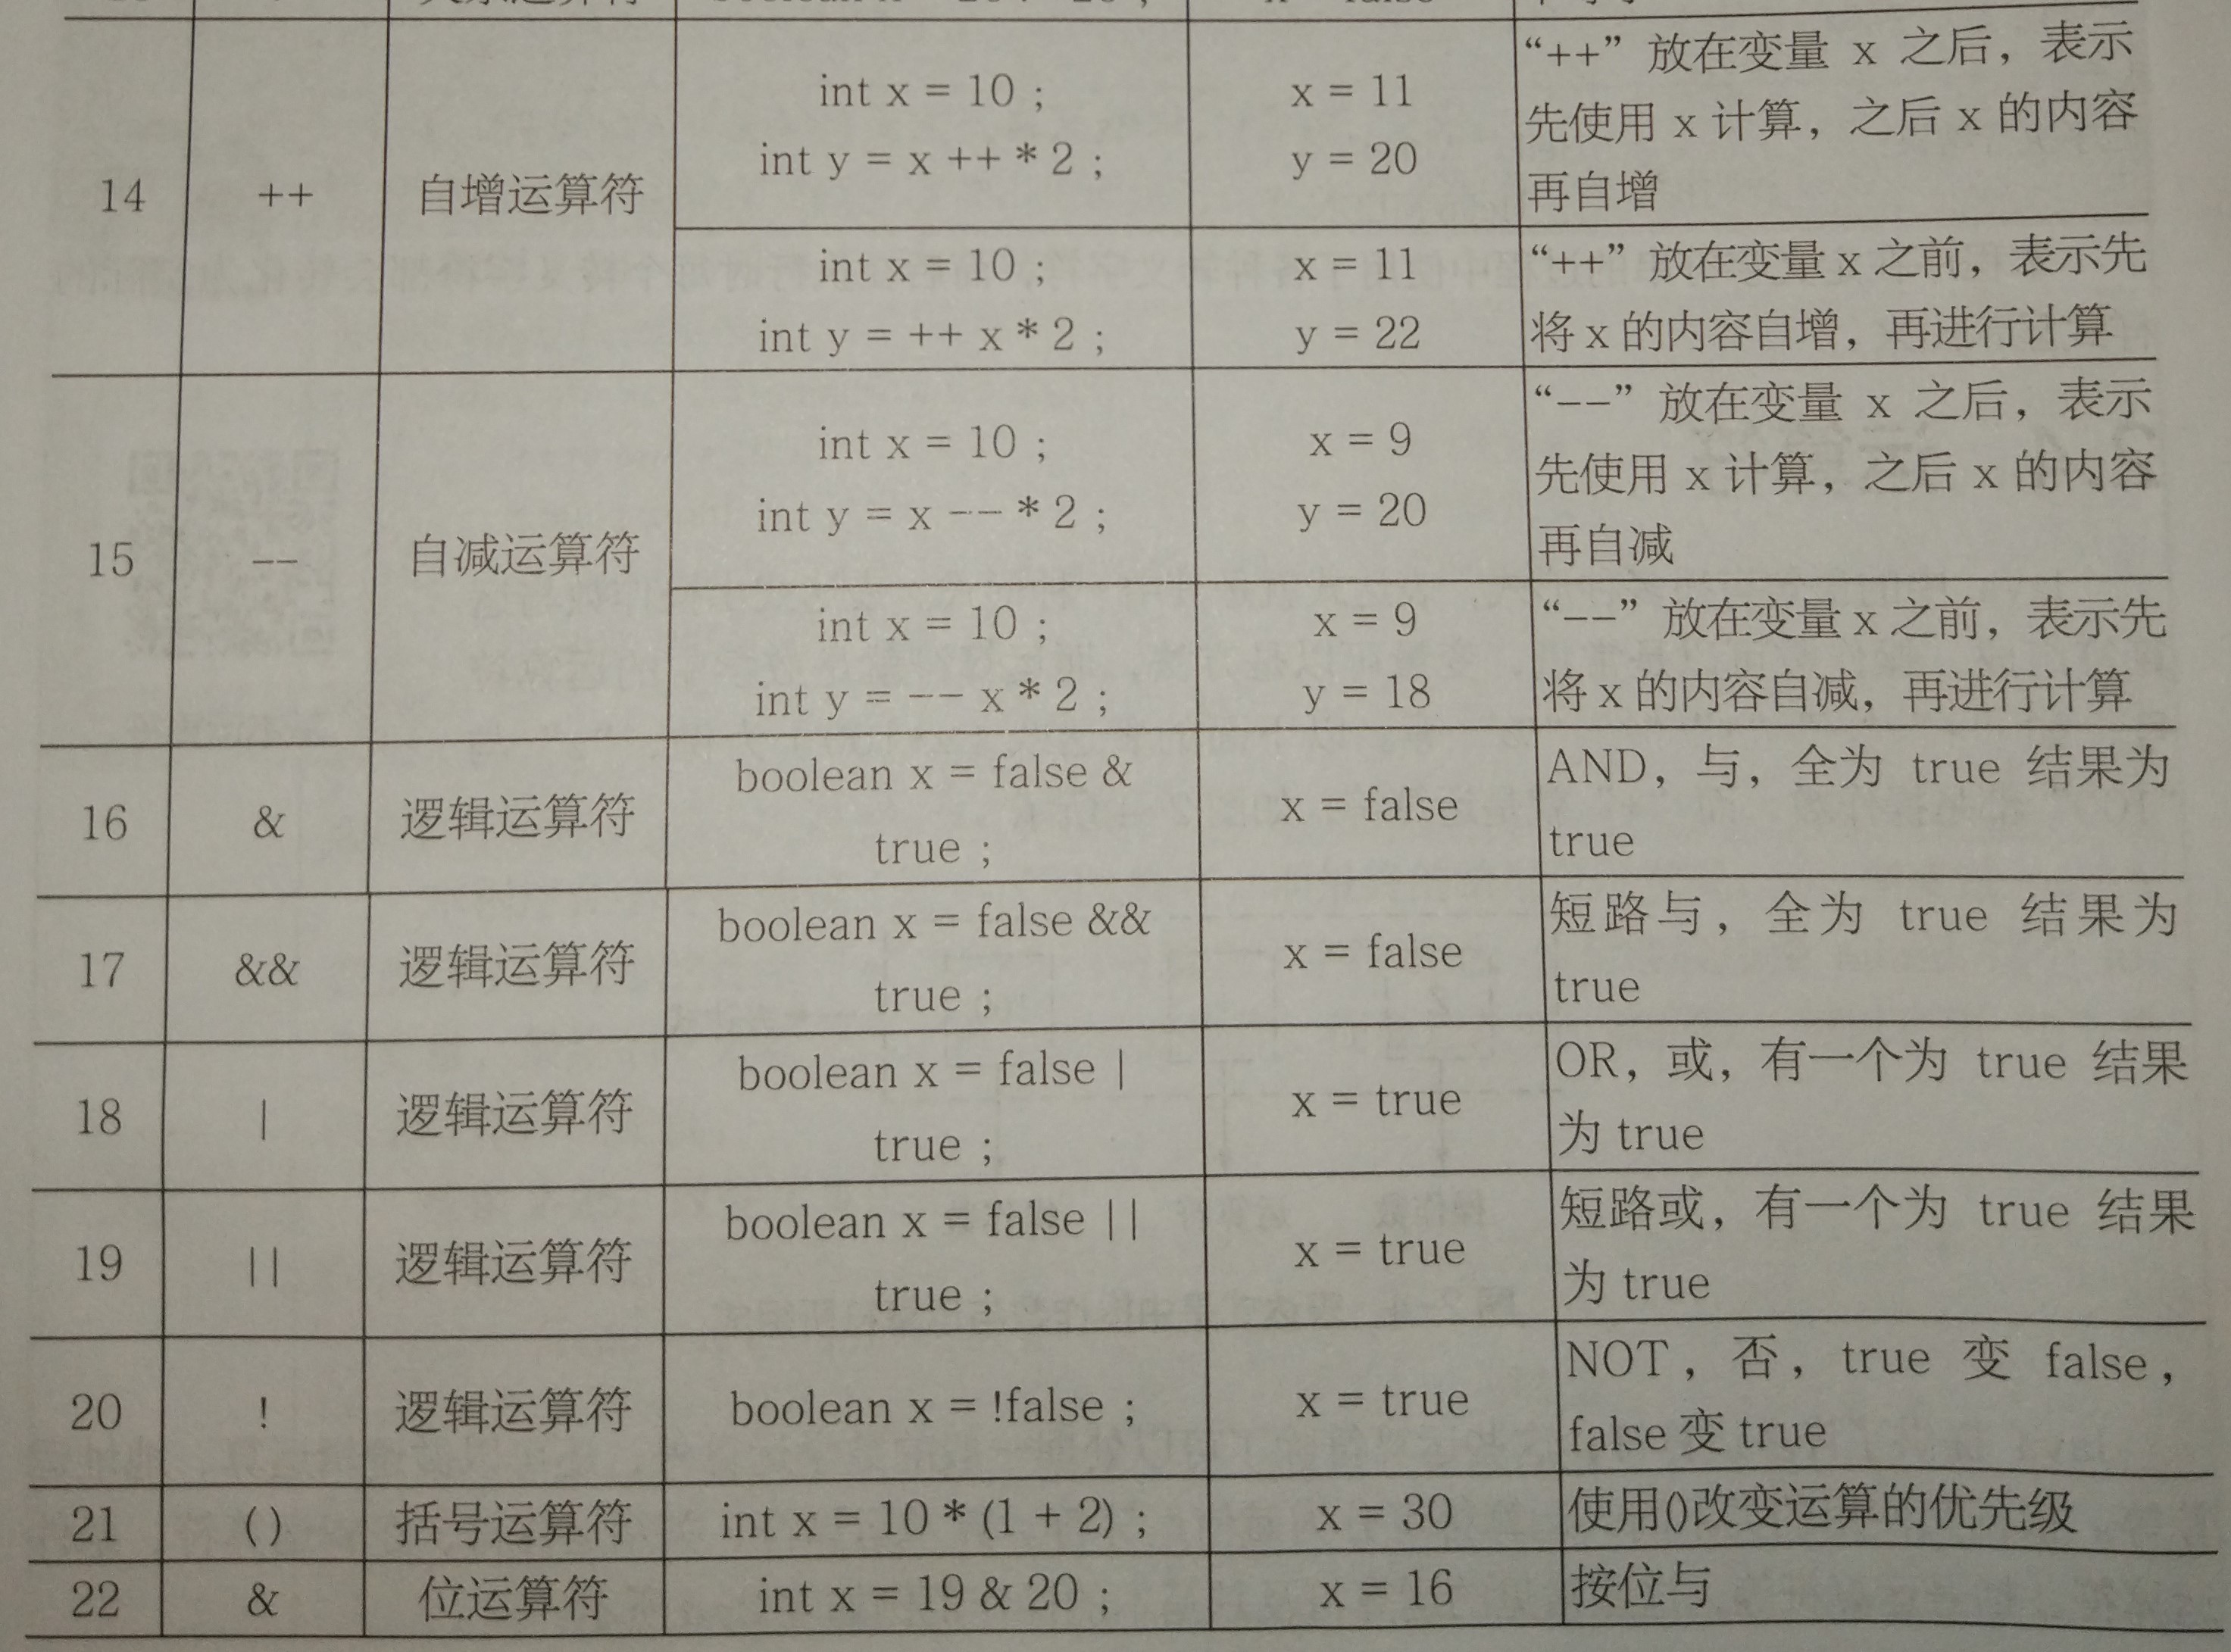 14 ++ 自增运算符
int x = 10 ;
int y = x ++ * 2 ;
x = 11
y = 20
“++” 放在变量 x 之后，表示
先使用 x 计算，之后 x 的内容
再自增
int x = 10 ;
int y = ++ x * 2 ;
x = 11
y = 22
“++” 放在变量 x 之前，表示先
将 x 的内容自增，再进行计算
15 -- 自减运算符
int x = 10 ;
int y = x -- * 2 ;
x = 9
y = 20
“--” 放在变量 x 之后，表示
先使用 x 计算，之后 x 的内容
再自减
int x = 10 ;
int y = -- x * 2 ;
x = 9
y = 18
“--” 放在变量 x 之前，表示先
将 x 的内容自减，再进行计算
16 & 逻辑运算符
boolean x = false &
true ;
x = false
AND，与，全为 true 结果为
true
17 && 逻辑运算符
boolean x = false &&
true ;
x = false
短路与，全为 true 结果为
true
18 | 逻辑运算符
boolean x = false |
true ;
x = true
OR，或，有一个为 true 结果
为 true
19 || 逻辑运算符
boolean x = false ||
true ;
x = true
短路或，有一个为 true 结果
为 true
20 ! 逻辑运算符
boolean x = !false ;
x = true
NOT，否，true 变 false，
false 变 true
21 () 括号运算符 int x = 10 * (1 + 2) ; x = 30 使用()改变运算的优先级
22 & 位运算符 int x = 19 & 20 ; x = 16 按位与